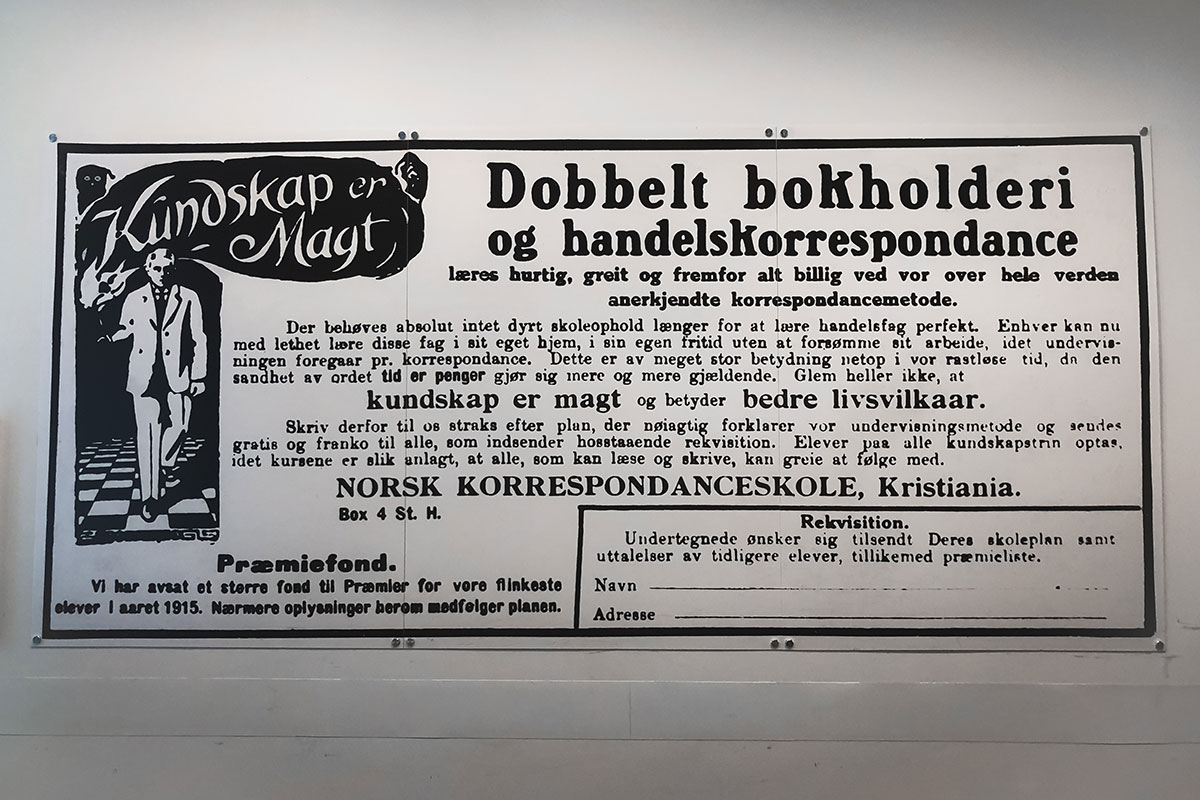 Kundskap er
Magt
Dobbelt bokholderi
og handelskorrespondance
læres hurtig, greit og fremfor alt billig ved vor over hele verden
anerkjendte korrespondancemetode.
Der behøves absolut intet dyrt skoleophold længer for at lære handelsfag perfekt. Enhver kan nu
med lethet lære disse fag i sit eget hjem, i sin egen fritid uten at forsømme sit arbeide, idet undervis-
ningen foregaar pr. korrespondance. Dette er av meget stor betydning netop i vor rastløse tid, da den
sandhet av ordet tid er penger gjør sig mere og mere gjældende. Glem heller ikke, at
kundskap er magt og betyder bedre livsvilkaar.
Skriv derfor til os straks efter plan, der nøiagtig forklarer vor undervisningsmetode og sendes
gratis og franko til alle, som indsender hosstaaende rekvisition. Elever paa alle kundskapstrin optas,
idet kursene er slik anlagt, at alle, som kan læse og skrive, kan greie at følge med.
NORSK KORRESPONDANCESKOLE, Kristiania.
Box 4 St. H.
Præmiefond.
Vi har avsat et større fond til Præmier for vore flinkeste
elever i aaret 1915. Nærmere oplysninger herom medfølger planen.
Rekvisition.
Undertegnede ønsker sig tilsendt Deres skoleplan samt
uttalelser av tidligere elever, tillikemed præmieliste.
Navn
Adresse